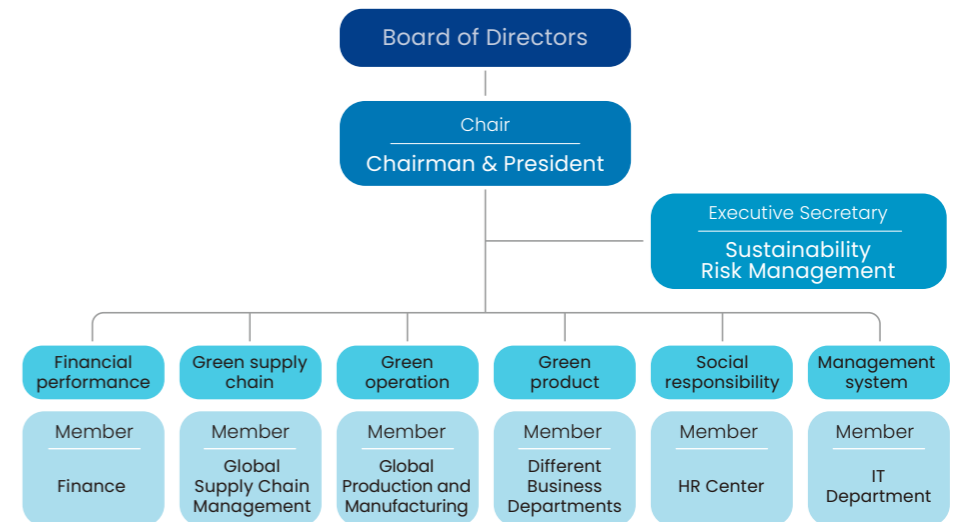 Board of Directors
Chair
Chairman & President
Executive Secretary
Sustainability
Risk Management
Financial
performance
Green supply
chain
Green
operation
Green
product
Social
responsibility
Management
system
Member
Finance
Member
Global
Supply Chain
Management
Member
Global
Production and
Manufacturing
Member
Different
Business
Departments
Member
HR Center
Member
IT
Department